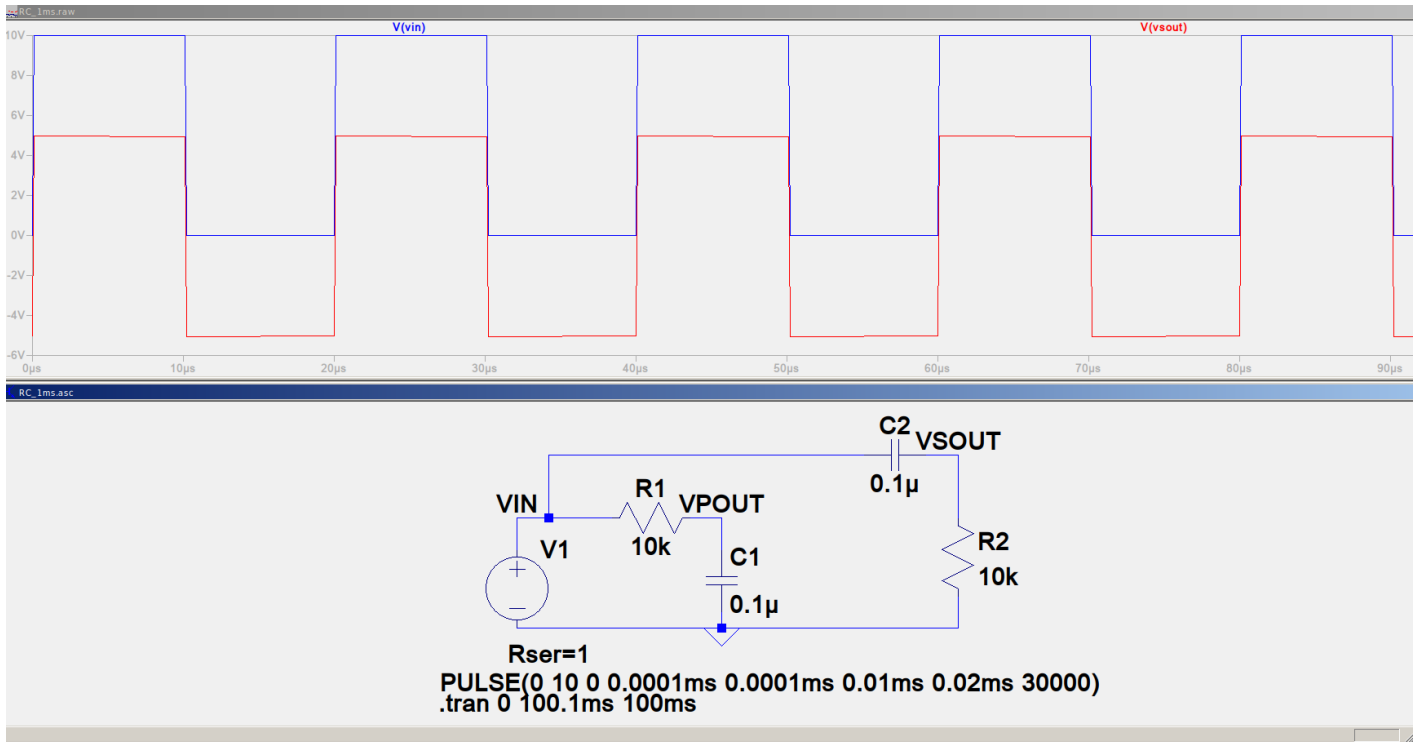 RC_1ms.raw
V(vin) V(vsout)
10V
8V
6V
4V
2V
0V
-2V
-4V
-6V
0µs 10µs 20µs 30µs 40µs 50µs 60µs 70µs 80µs 90µs
RC_1ms.asc
C2
VSOUT
0.1µ
VIN
R1
VPOUT
10k
V1
C1
0.1µ
R2
10k
Rser=1
PULSE(0 10 0 0.0001ms 0.0001ms 0.01ms 0.02ms 30000)
.tran 0 100.1ms 100ms